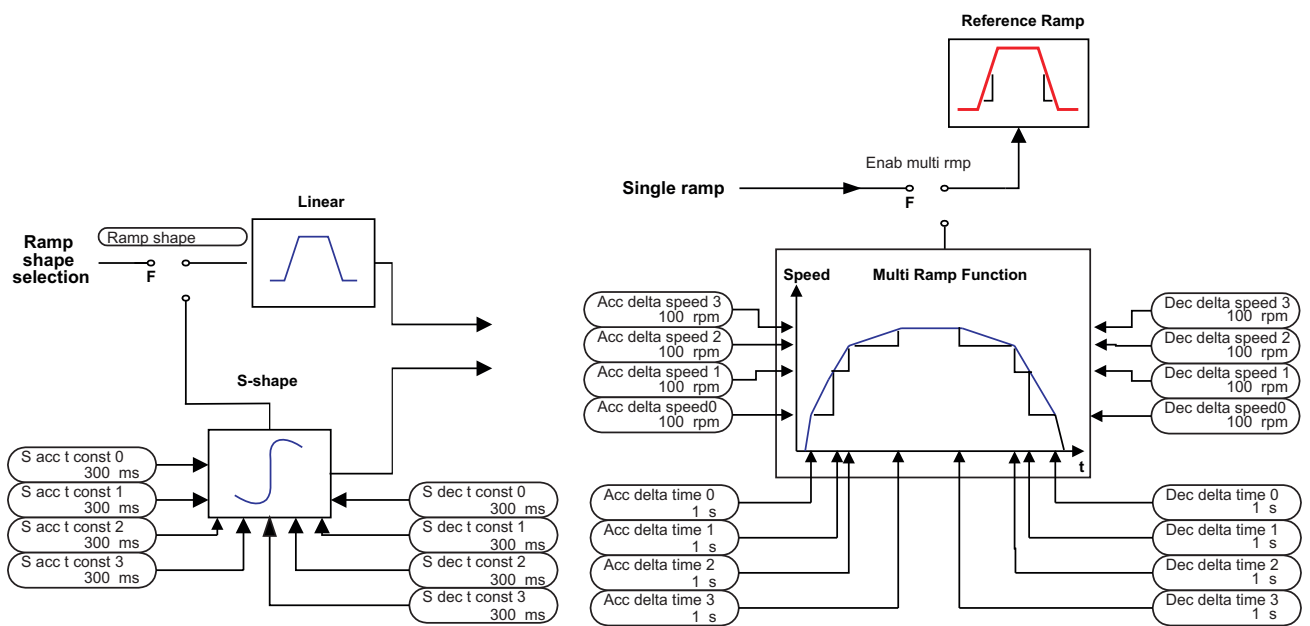 Reference Ramp
Enab multi rmp
Single ramp
F
Linear
Ramp shape
Ramp
shape
selection
F
S-shape
S acc t const 0
300 ms
S acc t const 1
300 ms
S acc t const 2
300 ms
S acc t const 3
300 ms
S dec t const 0
300 ms
S dec t const 1
300 ms
S dec t const 2
300 ms
S dec t const 3
300 ms
Speed
Multi Ramp Function
t
Acc delta speed 3
100 rpm
Acc delta speed 2
100 rpm
Acc delta speed 1
100 rpm
Acc delta speed0
100 rpm
Dec delta speed 3
100 rpm
Dec delta speed 2
100 rpm
Dec delta speed 1
100 rpm
Dec delta speed0
100 rpm
Acc delta time 0
1 s
Acc delta time 1
1 s
Acc delta time 2
1 s
Acc delta time 3
1 s
Dec delta time 0
1 s
Dec delta time 1
1 s
Dec delta time 2
1 s
Dec delta time 3
1 s